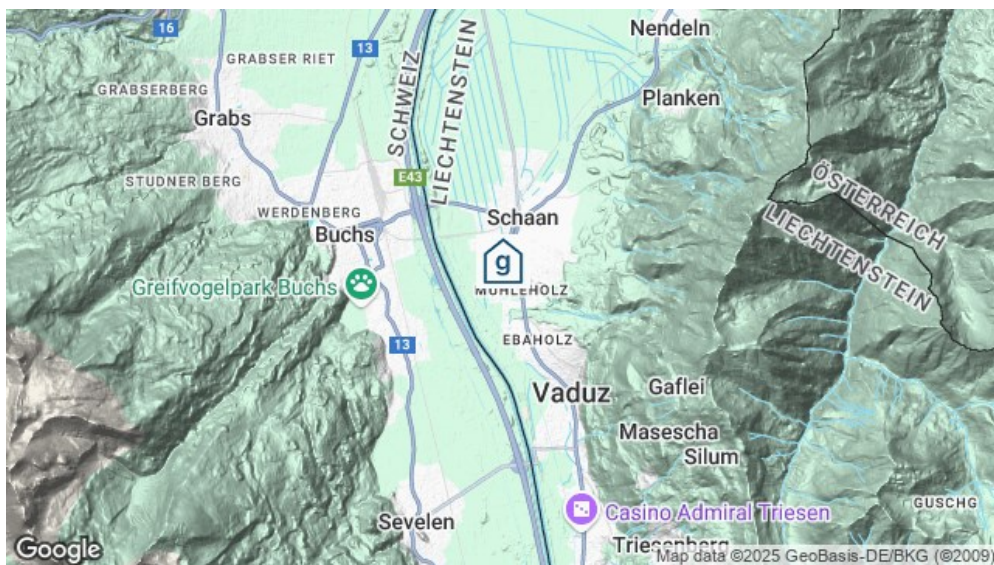 16
13
Nendeln
GRABSER RIET
SCHWEIZ
LIECHTENSTEIN
GRABSERBERG
Planken
Grabs
E43
STUDNER BERG
ÖSTERREICH
LIECHTENSTEIN
WERDENBERG
Schaan
Buchs
g
Greifvogelpark Buchs
MÜHLEHOLZ
13
EBAHOLZ
Vaduz
Gaflei
Masescha
Silum
GUSCHG
Sevelen
Casino Admiral Triesen
Triesenberg
Google
Map data ©2025 GeoBasis-DE/BKG (©2009)